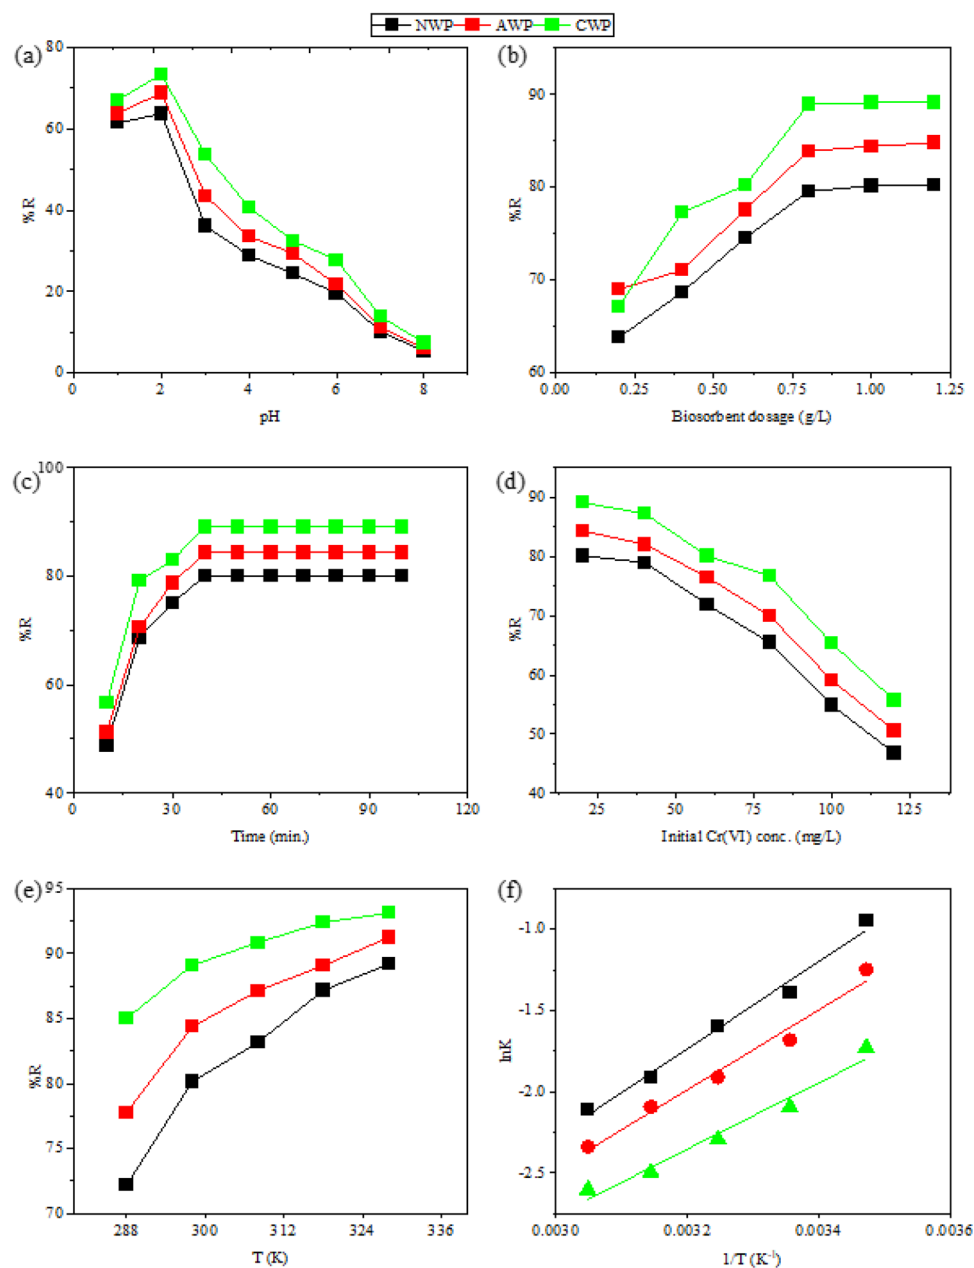 NWP AWP CWP
(a)
80
60
40
20
0
%R
0 2 4 6 8
pH
(b)
90
80
70
60
%R
0.00 0.25 0.50 0.75 1.00 1.25
Biosorbent dosage (g/L)
(c)
100
80
60
40
%R
0 30 60 90 120
Time (min.)
(d)
90
80
70
60
50
40
%R
25 50 75 100 125
Initial Cr(VI) conc. (mg/L)
(e)
95
90
85
80
75
70
%R
288 300 312 324 336
T (K)
(f)
-1.0
-1.5
-2.0
-2.5
lnK
0.0030 0.0032 0.0034 0.0036
1/T (K⁻¹)